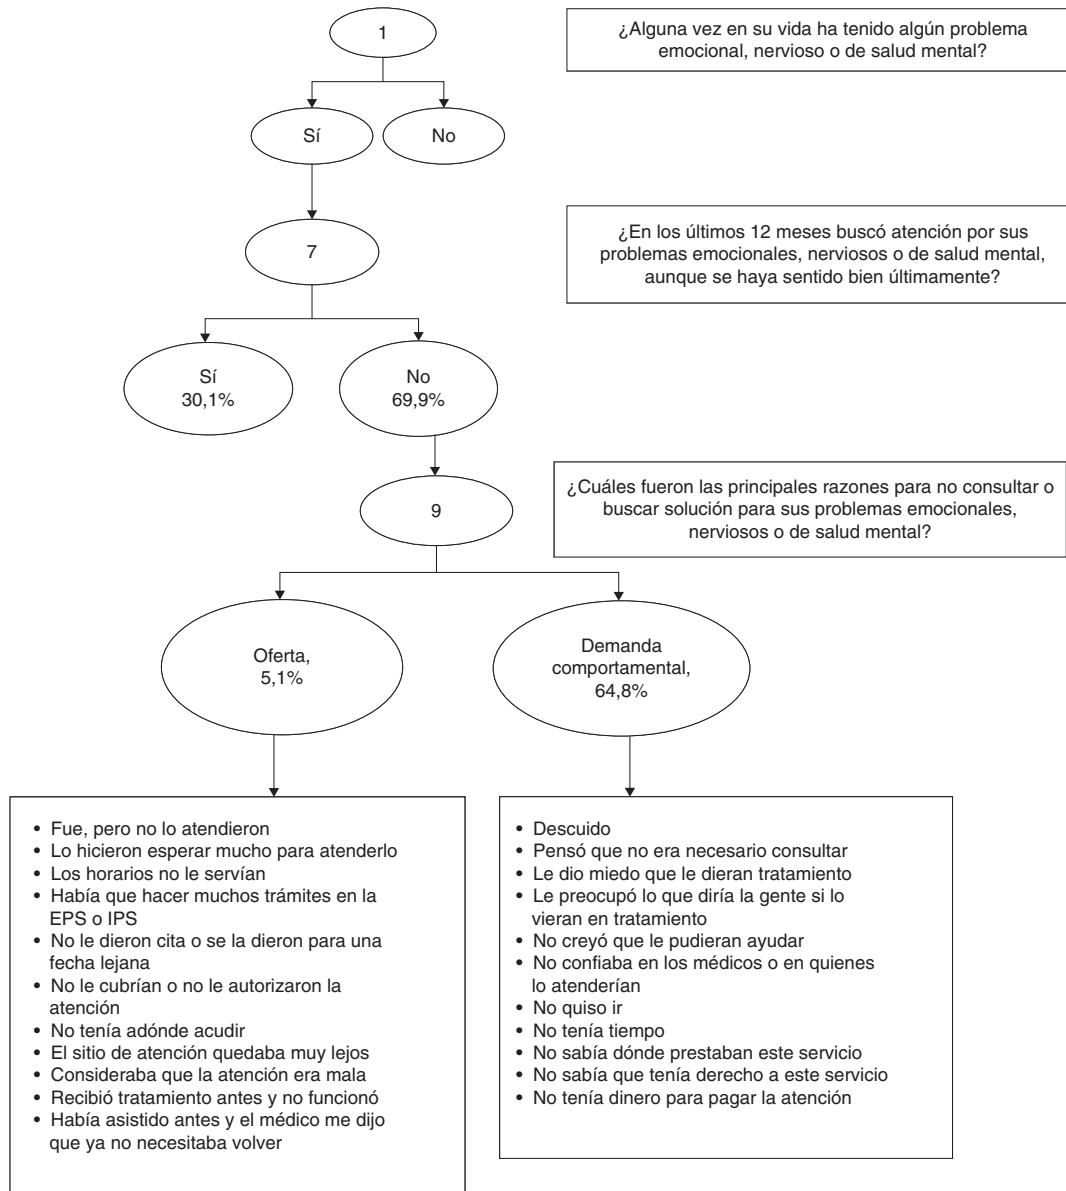 1
¿Alguna vez en su vida ha tenido algún problema
emocional, nervioso o de salud mental?
Sí
No
7
¿En los últimos 12 meses buscó atención por sus
problemas emocionales, nerviosos o de salud mental,
aunque se haya sentido bien últimamente?
Sí
30,1%
No
69,9%
9
¿Cuáles fueron las principales razones para no consultar o
buscar solución para sus problemas emocionales,
nerviosos o de salud mental?
Oferta,
5,1%
Demanda
comportamental,
64,8%
• Fue, pero no lo atendieron
• Lo hicieron esperar mucho para atenderlo
• Los horarios no le servían
• Había que hacer muchos trámites en la
EPS o IPS
• No le dieron cita o se la dieron para una
fecha lejana
• No le cubrían o no le autorizaron la
atención
• No tenía adónde acudir
• El sitio de atención quedaba muy lejos
• Consideraba que la atención era mala
• Recibió tratamiento antes y no funcionó
• Había asistido antes y el médico me dijo
que ya no necesitaba volver
• Descuido
• Pensó que no era necesario consultar
• Le dio miedo que le dieran tratamiento
• Le preocupó lo que diría la gente si lo
vieran en tratamiento
• No creyó que le pudieran ayudar
• No confiaba en los médicos o en quienes
lo atenderían
• No quiso ir
• No tenía tiempo
• No sabía dónde prestaban este servicio
• No sabía que tenía derecho a este servicio
• No tenía dinero para pagar la atención